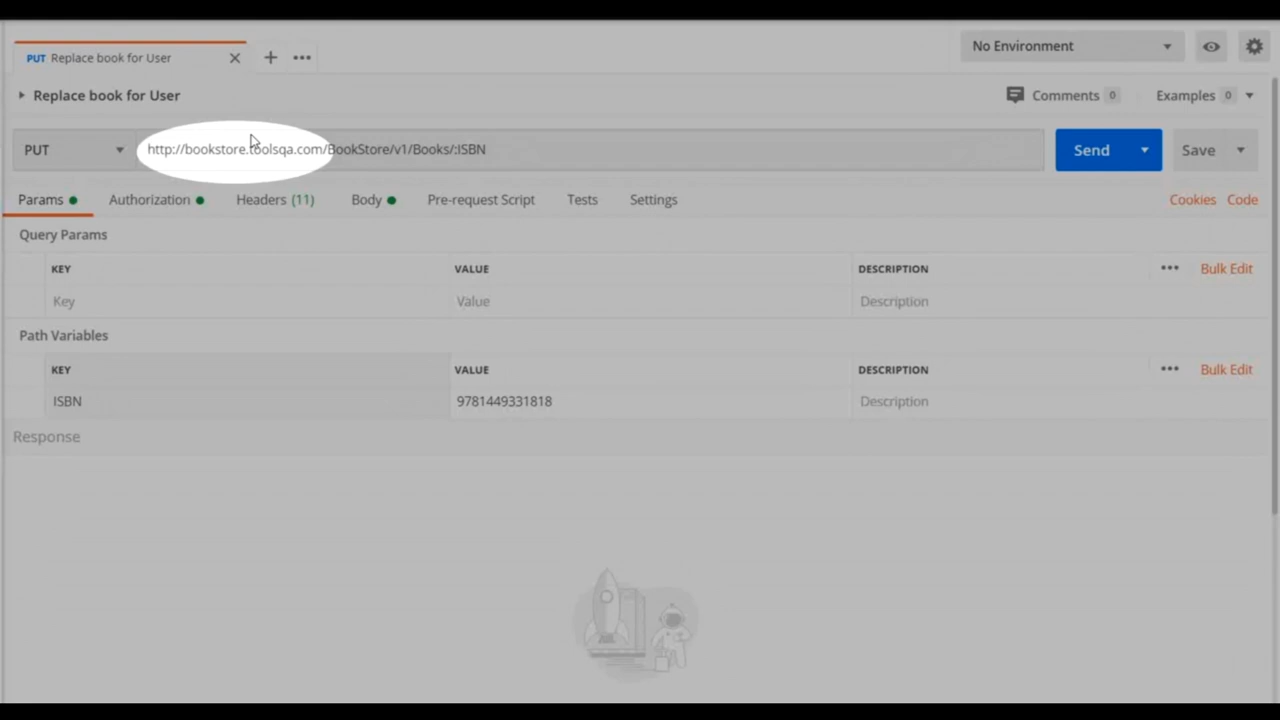 PUT Replace book for User
No Environment
Replace book for User
Comments 0 Examples 0
PUT http://bookstore.toolsqa.com/BookStore/v1/Books/:ISBN Send Save
Params Authorization Headers (11) Body Pre-request Script Tests Settings Cookies Code
Query Params
KEY VALUE DESCRIPTION Bulk Edit
Key Value Description
Path Variables
KEY VALUE DESCRIPTION Bulk Edit
ISBN 9781449331818 Description
Response